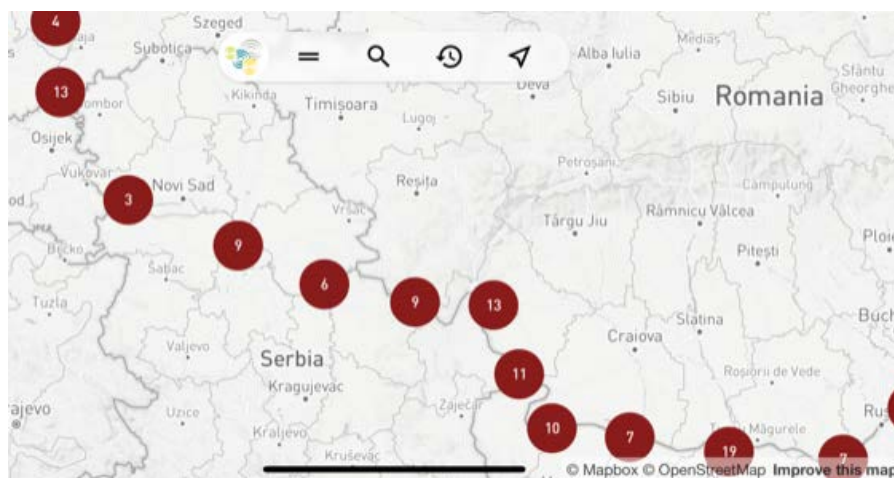 4
Szeged
Subotica
Alba Iulia
Mediaș
Sfântu
Gheorghe
13
Kikinda
Timișoara
Deva
Sibiu
Romania
Osijek
Lugoj
Vukovar
Petroșani
3
Novi Sad
Reșița
Câmpulung
Vršac
Târgu Jiu
Râmnicu Vâlcea
9
Pitești
Ploie
Brčko
Šabac
6
9
13
Tuzla
Slatina
Buch
Valjevo
Craiova
Serbia
11
Roșiorii de Vede
Kragujevac
Zaječar
rajevo
Užice
10
7
Măgurele
Rus
Kraljevo
19
7
Kruševac
© Mapbox © OpenStreetMap Improve this map